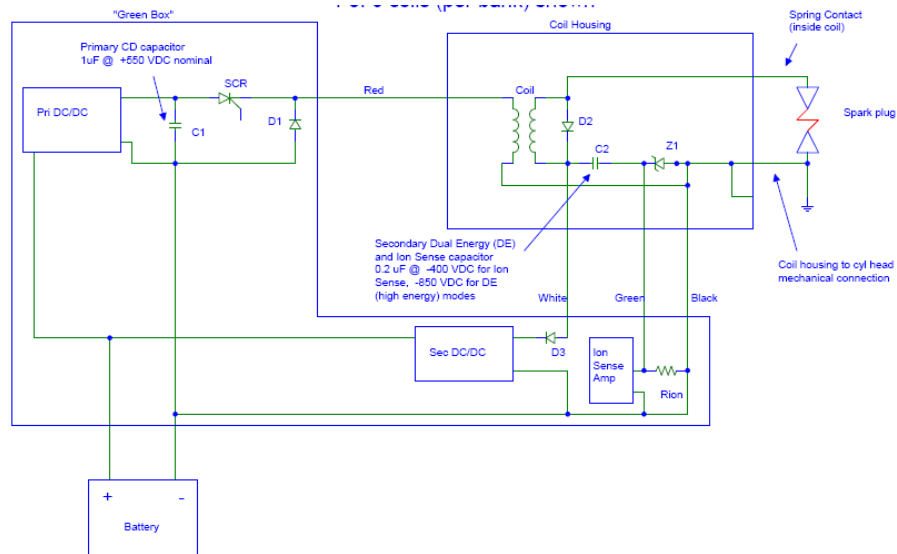 "Green Box"
Coil Housing
Spring Contact
(inside coil)
Primary CD capacitor
1uF @ +550 VDC nominal
SCR
Red
Coil
Pri DC/DC
C1
D1
D2
Spark plug
C2
Z1
Secondary Dual Energy (DE)
and Ion Sense capacitor
0.2 uF @ -400 VDC for Ion
Sense, -850 VDC for DE
(high energy) modes
Coil housing to cyl head
mechanical connection
White
Green
Black
Sec DC/DC
D3
Ion
Sense
Amp
Rion
+
-
Battery